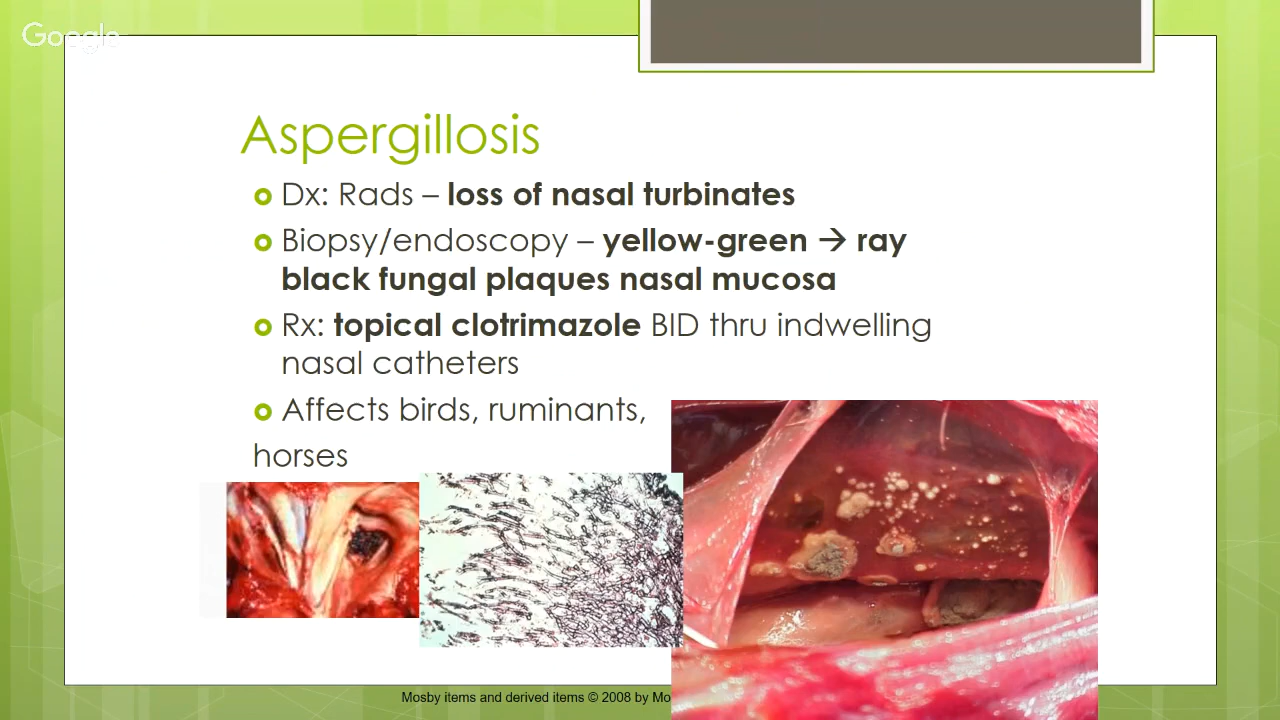 Google
Aspergillosis
Dx: Rads – loss of nasal turbinates
Biopsy/endoscopy – yellow-green → ray
black fungal plaques nasal mucosa
Rx: topical clotrimazole BID thru indwelling
nasal catheters
Affects birds, ruminants,
horses
Mosby items and derived items © 2008 by Mo